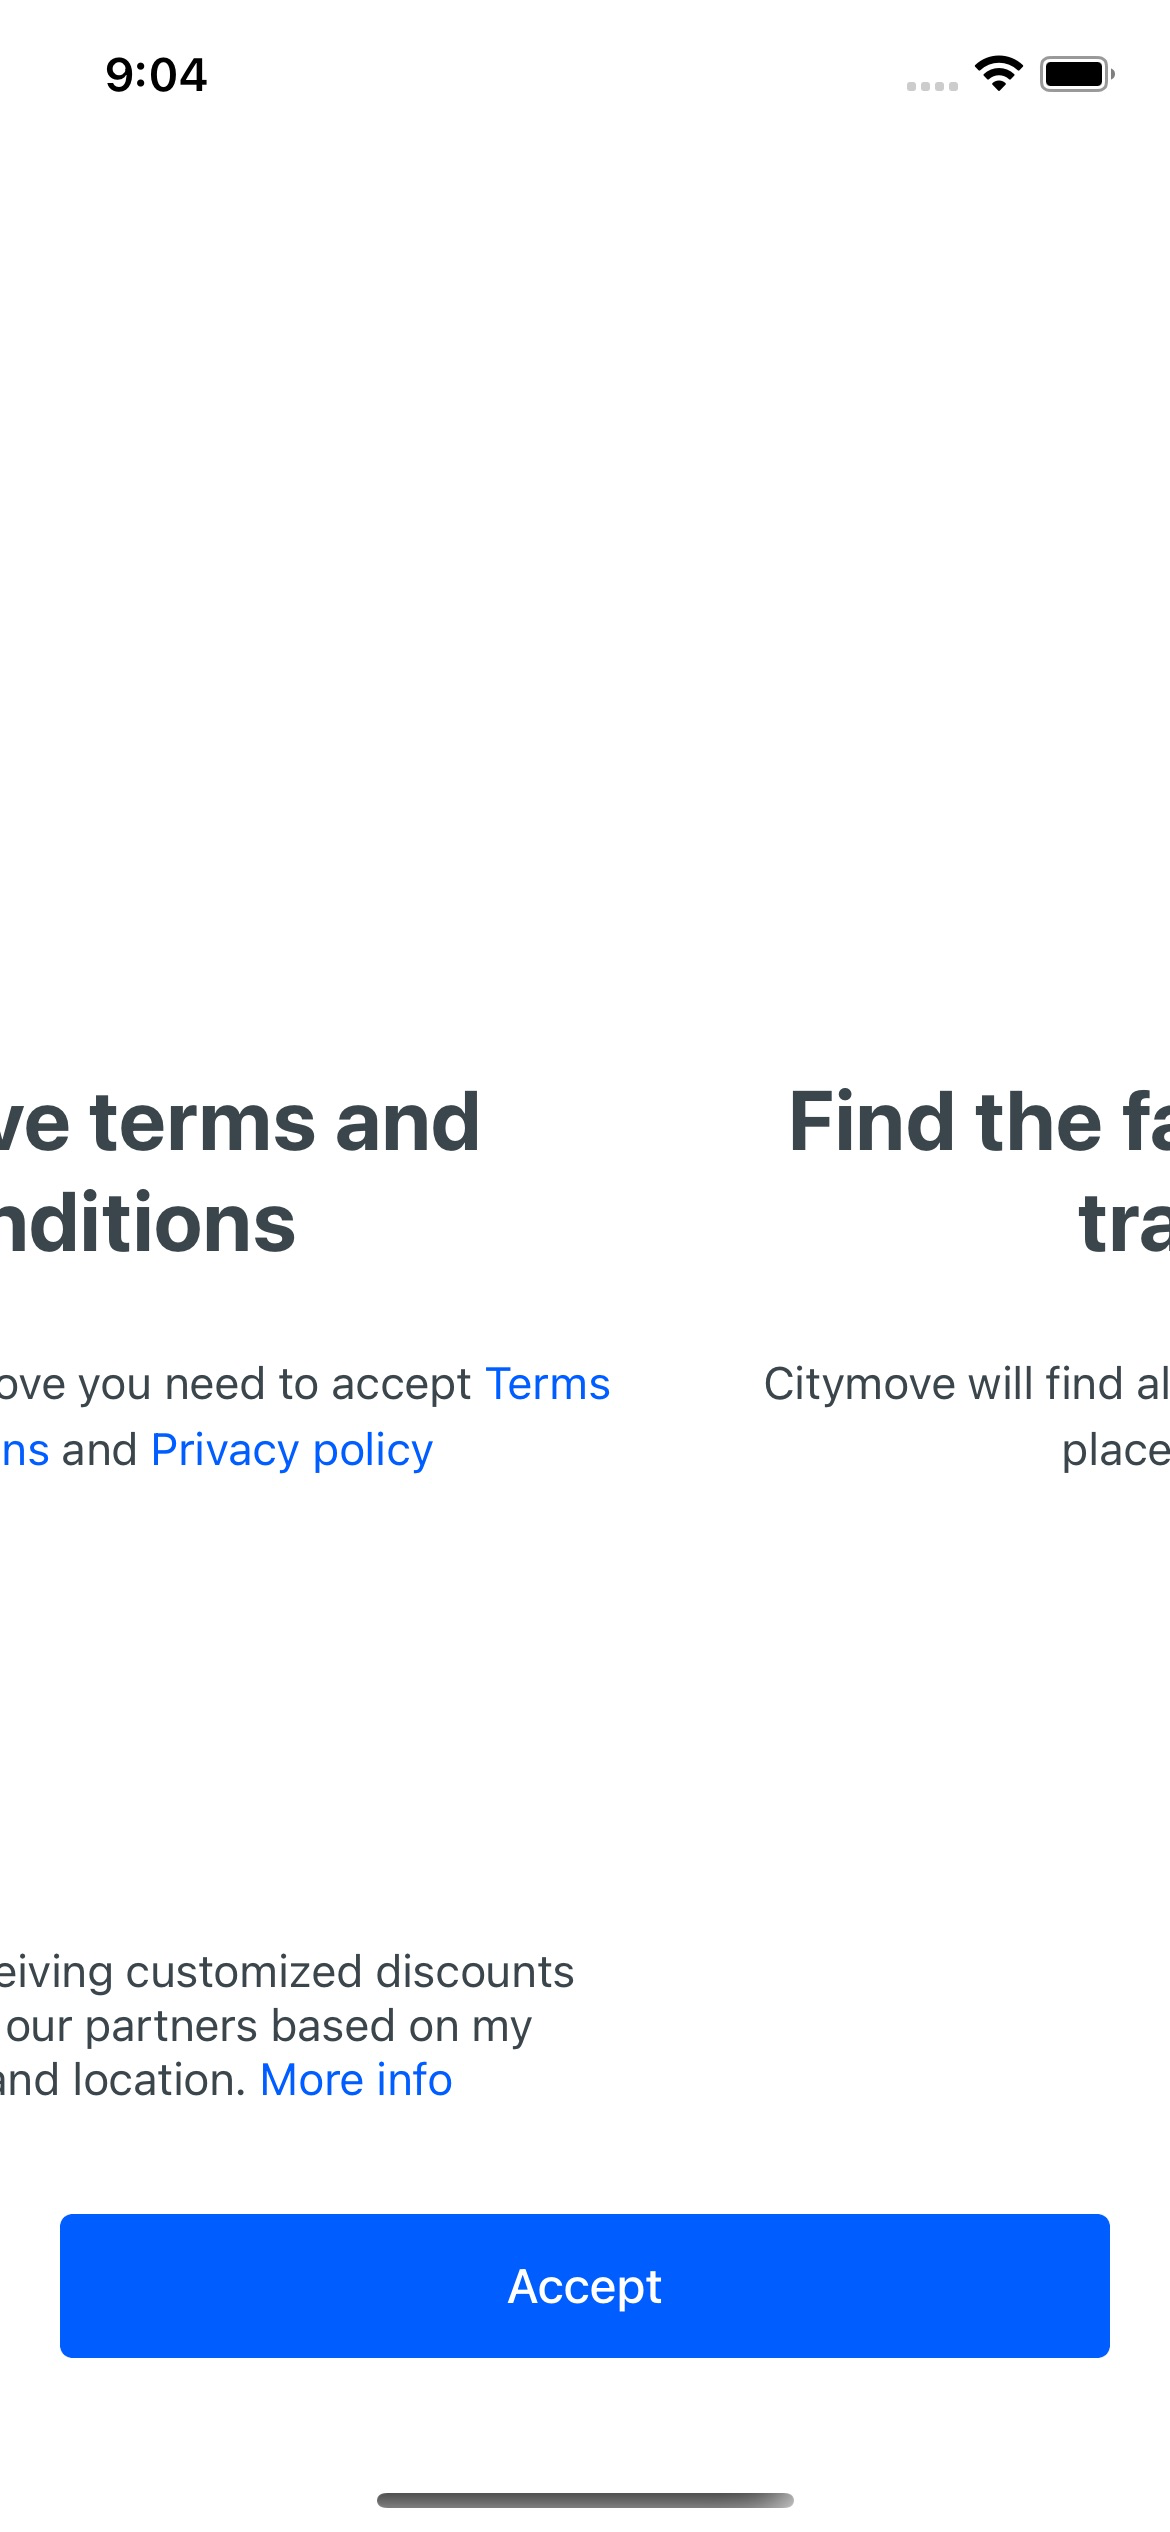 9:04
ve terms and
nditions
ove you need to accept Terms
ns and Privacy policy
Find the fa
tra
Citymove will find al
place
eiving customized discounts
our partners based on my
and location. More info
Accept